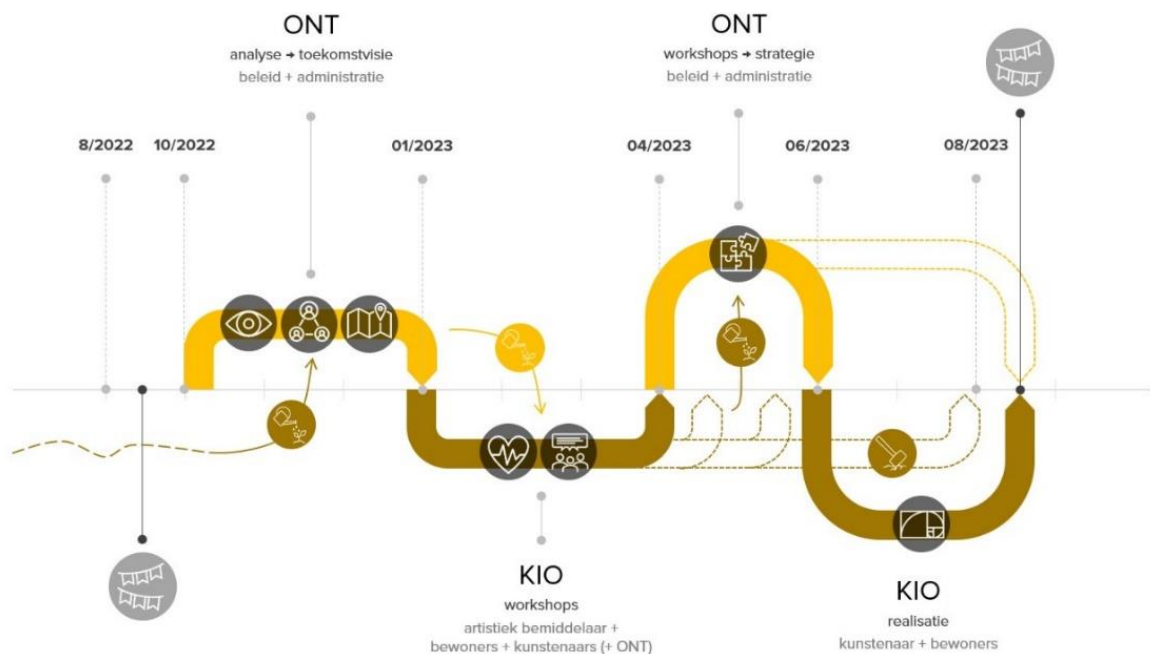 ONT
analyse → toekomstvisie
beleid + administratie
ONT
workshops → strategie
beleid + administratie
8/2022
10/2022
01/2023
04/2023
06/2023
08/2023
KIO
workshops
artistiek bemiddelaar +
bewoners + kunstenaars (+ ONT)
KIO
realisatie
kunstenaar + bewoners